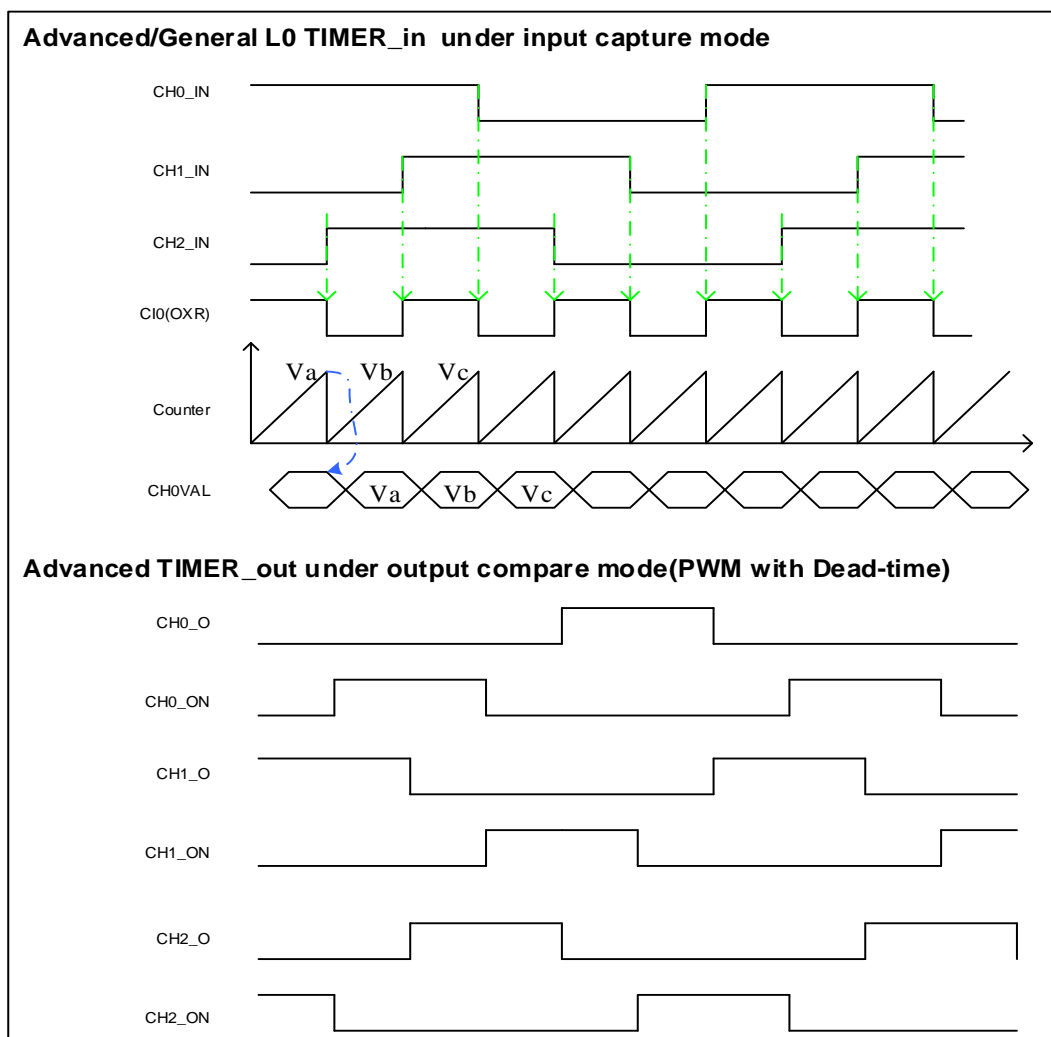 Advanced/General L0 TIMER_in under input capture mode
CH0_IN
CH1_IN
CH2_IN
CI0(OXR)
Va Vb Vc
Counter
CH0VAL
Va Vb Vc
Advanced TIMER_out under output compare mode(PWM with Dead-time)
CH0_O
CH0_ON
CH1_O
CH1_ON
CH2_O
CH2_ON